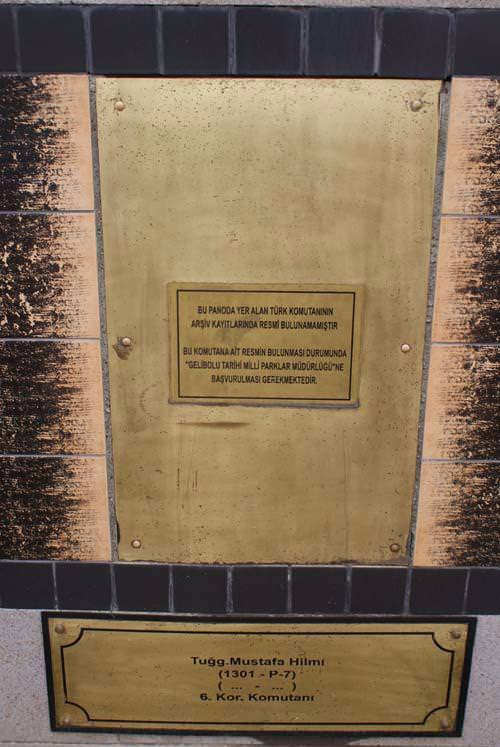 BU PANODA YER ALAN TÜRK KOMUTANININ
ARŞİV KAYITLARINDA RESMİ BULUNAMAMIŞTIR
BU KOMUTANA AİT RESMİN BULUNMASI DURUMUNDA
"GELİBOLU TARİHİ MİLLİ PARKLAR MÜDÜRLÜĞÜ"NE
BAŞVURULMASI GEREKMEKTEDİR.
Tuğg.Mustafa Hilmi
(1301 - P-7)
( ... - ... )
6. Kor. Komutanı